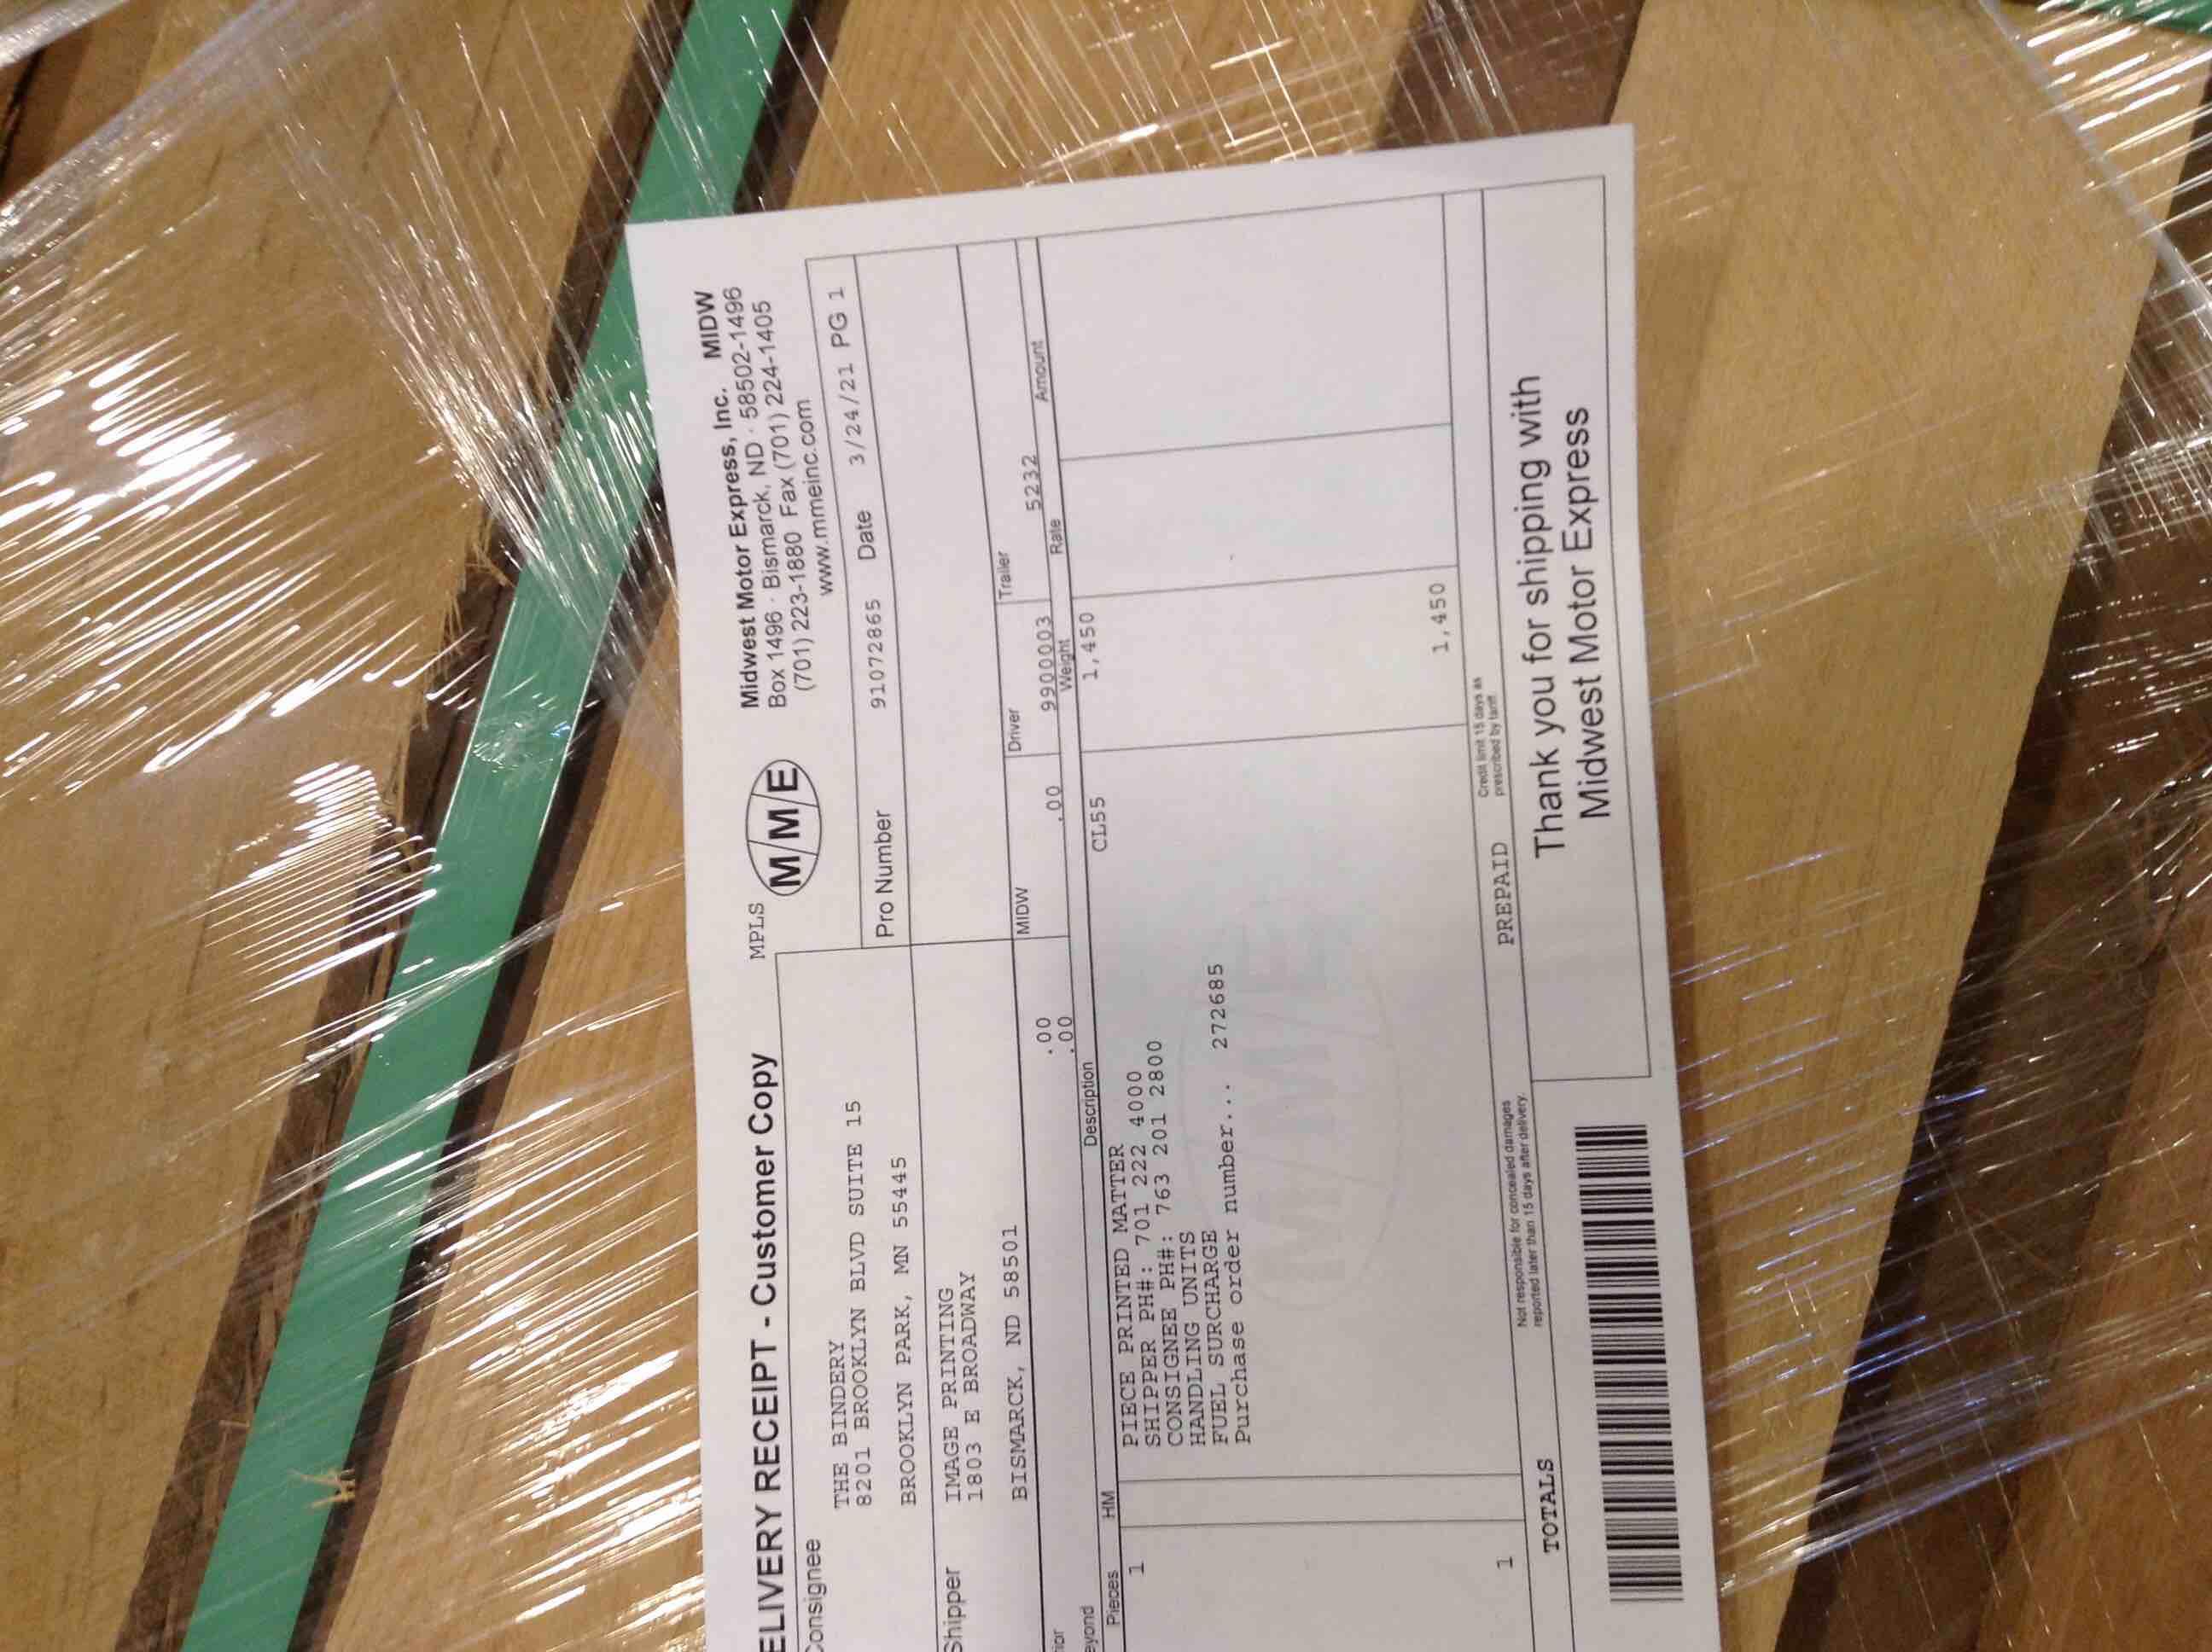 ELIVERY RECEIPT - Customer Copy
MPLS
M/M/E
Midwest Motor Express, Inc. MIDW
Box 1496 · Bismarck, ND · 58502-1496
(701) 223-1880 Fax (701) 224-1405
www.mmeinc.com
Consignee
THE BINDERY
8201 BROOKLYN BLVD SUITE 15
BROOKLYN PARK, MN 55445
Pro Number 91072865 Date 3/24/21 PG 1
Shipper IMAGE PRINTING
1803 E BROADWAY
BISMARCK, ND 58501
MIDW .00 Driver 9900003 Trailer 5232
.00
.00
eyond
Pieces HM Description Weight Rate Amount
1 PIECE PRINTED MATTER CL55 1,450
SHIPPER PH#: 701 222 4000
CONSIGNEE PH#: 763 201 2800
HANDLING UNITS
FUEL SURCHARGE
Purchase order number... 272685
M/M/E
1 1,450
TOTALS
Not responsible for concealed damages
reported later than 15 days after delivery.
PREPAID
Credit limit 15 days as
prescribed by tariff
Thank you for shipping with
Midwest Motor Express